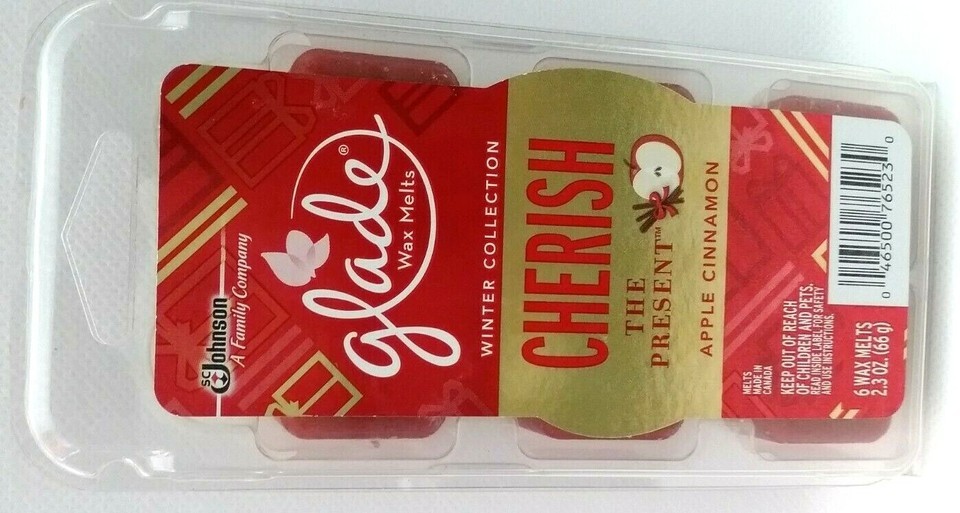 SC Johnson
A Family Company
glade®
Wax Melts
WINTER COLLECTION
CHERISH
THE
PRESENT™
APPLE CINNAMON
MELTS
MADE IN
CANADA
KEEP OUT OF REACH
OF CHILDREN AND PETS.
READ INSIDE LABEL FOR SAFETY
AND USE INSTRUCTIONS.
6 WAX MELTS
2.3 OZ. (66 g)
0 46500 76523 0